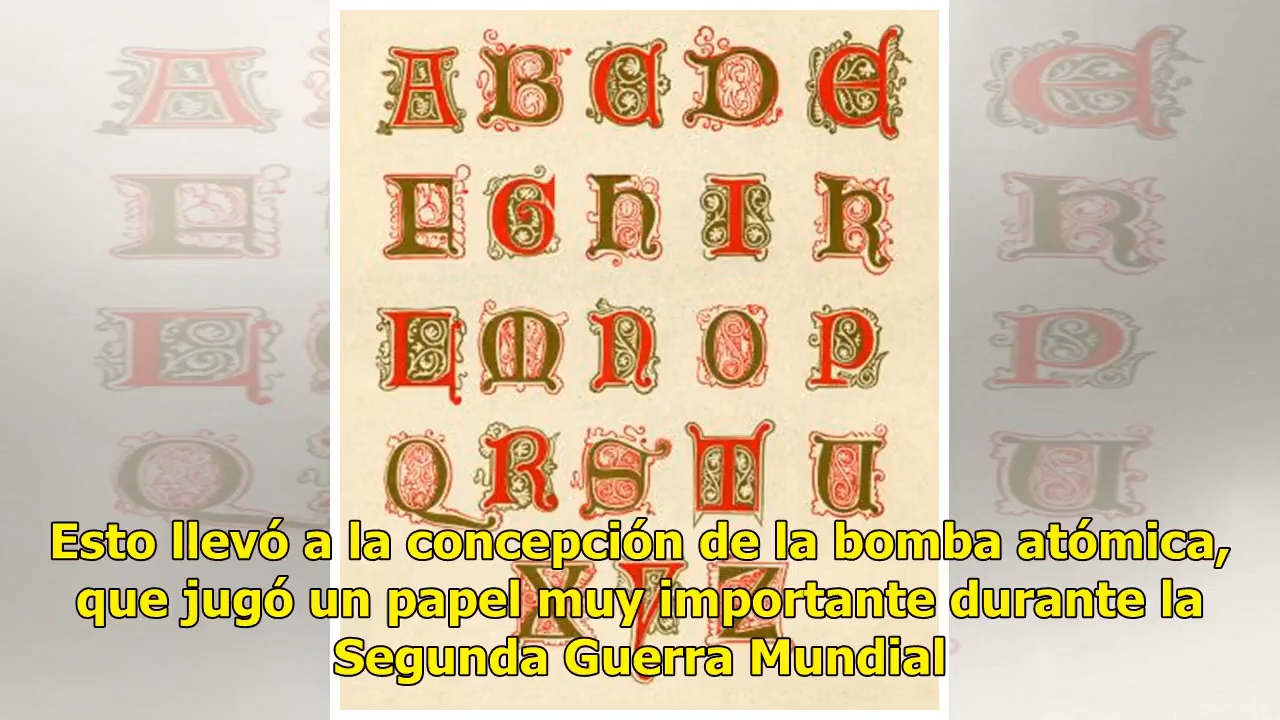 A B C D E
F G H I K
L M N O P
Q R S T U
X Y Z
Esto llevó a la concepción de la bomba atómica,
que jugó un papel muy importante durante la
Segunda Guerra Mundial